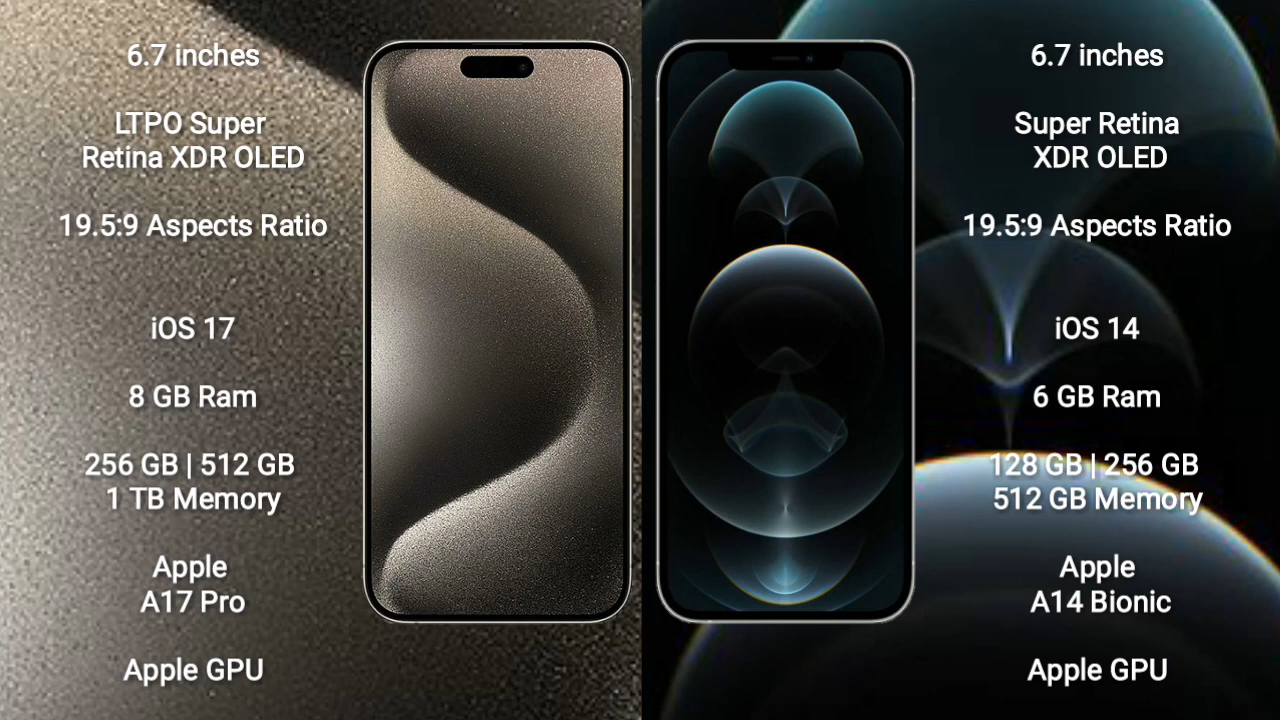 6.7 inches
LTPO Super
Retina XDR OLED
19.5:9 Aspects Ratio
iOS 17
8 GB Ram
256 GB | 512 GB
1 TB Memory
Apple
A17 Pro
Apple GPU
6.7 inches
Super Retina
XDR OLED
19.5:9 Aspects Ratio
iOS 14
6 GB Ram
128 GB | 256 GB
512 GB Memory
Apple
A14 Bionic
Apple GPU